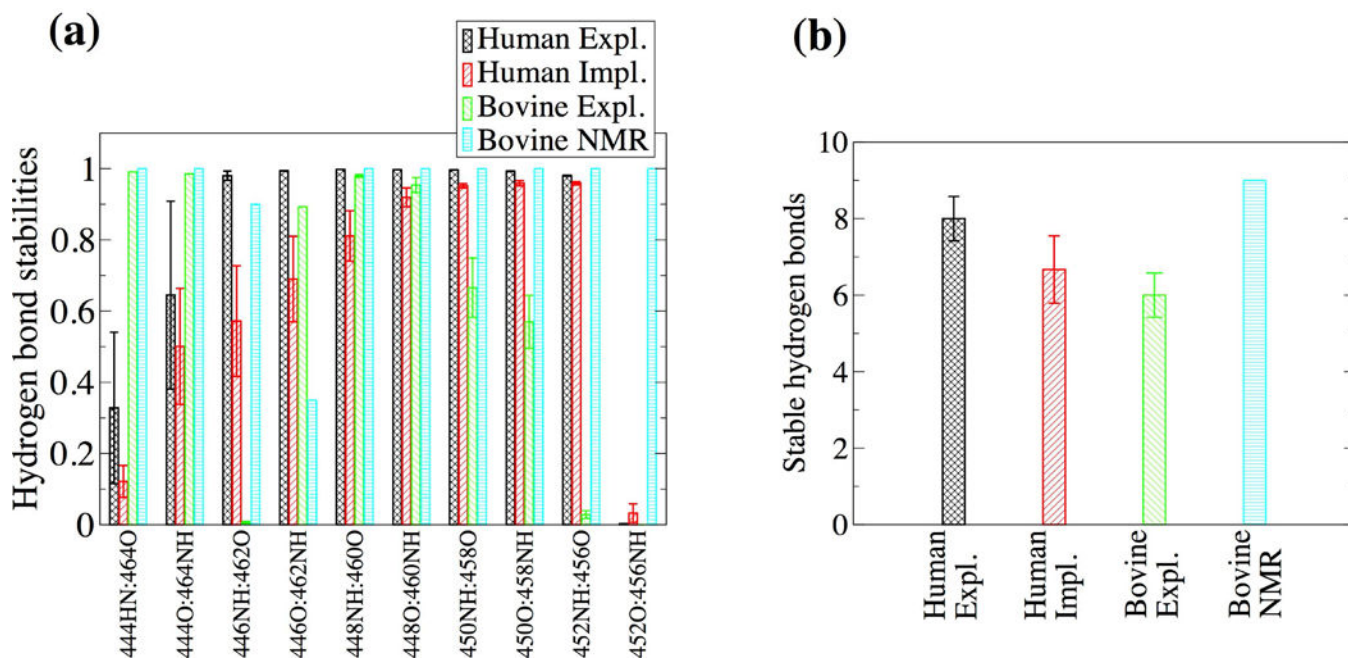 (a)
Human Expl.
Human Impl.
Bovine Expl.
Bovine NMR
Hydrogen bond stabilities
1
0.8
0.6
0.4
0.2
0
444HN:464O
444O:464NH
446NH:462O
446O:462NH
448NH:460O
448O:460NH
450NH:458O
450O:458NH
452NH:456O
452O:456NH
(b)
Stable hydrogen bonds
10
8
6
4
2
0
Human
Expl.
Human
Impl.
Bovine
Expl.
Bovine
NMR